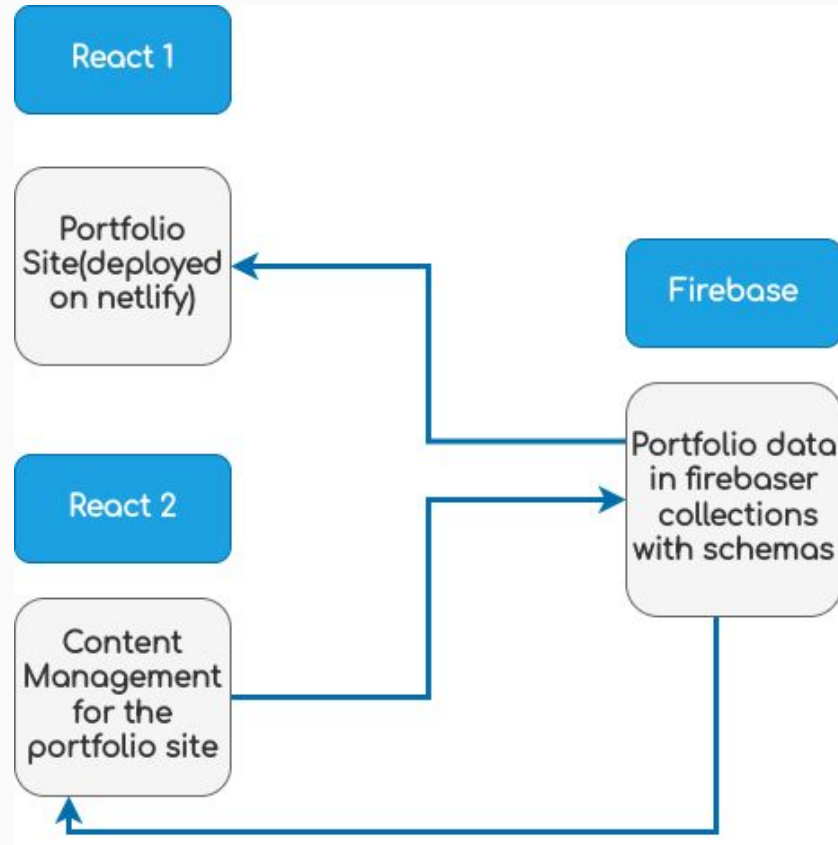 React 1
Portfolio
Site(deployed
on netlify)
Firebase
Portfolio data
in firebaser
collections
with schemas
React 2
Content
Management
for the
portfolio site